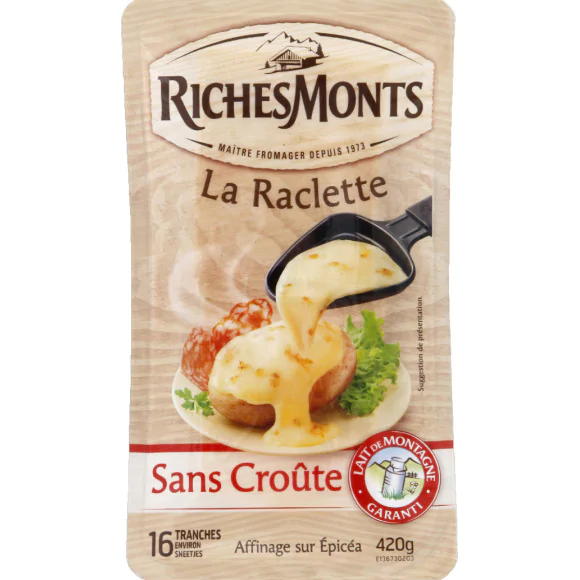 RICHESMONTS
MAÎTRE FROMAGER DEPUIS 1973
La Raclette
Suggestion de présentation.
Sans Croûte
LAIT DE MONTAGNE
GARANTI
16 TRANCHES
ENVIRON
SNEETJES
Affinage sur Épicéa
420g